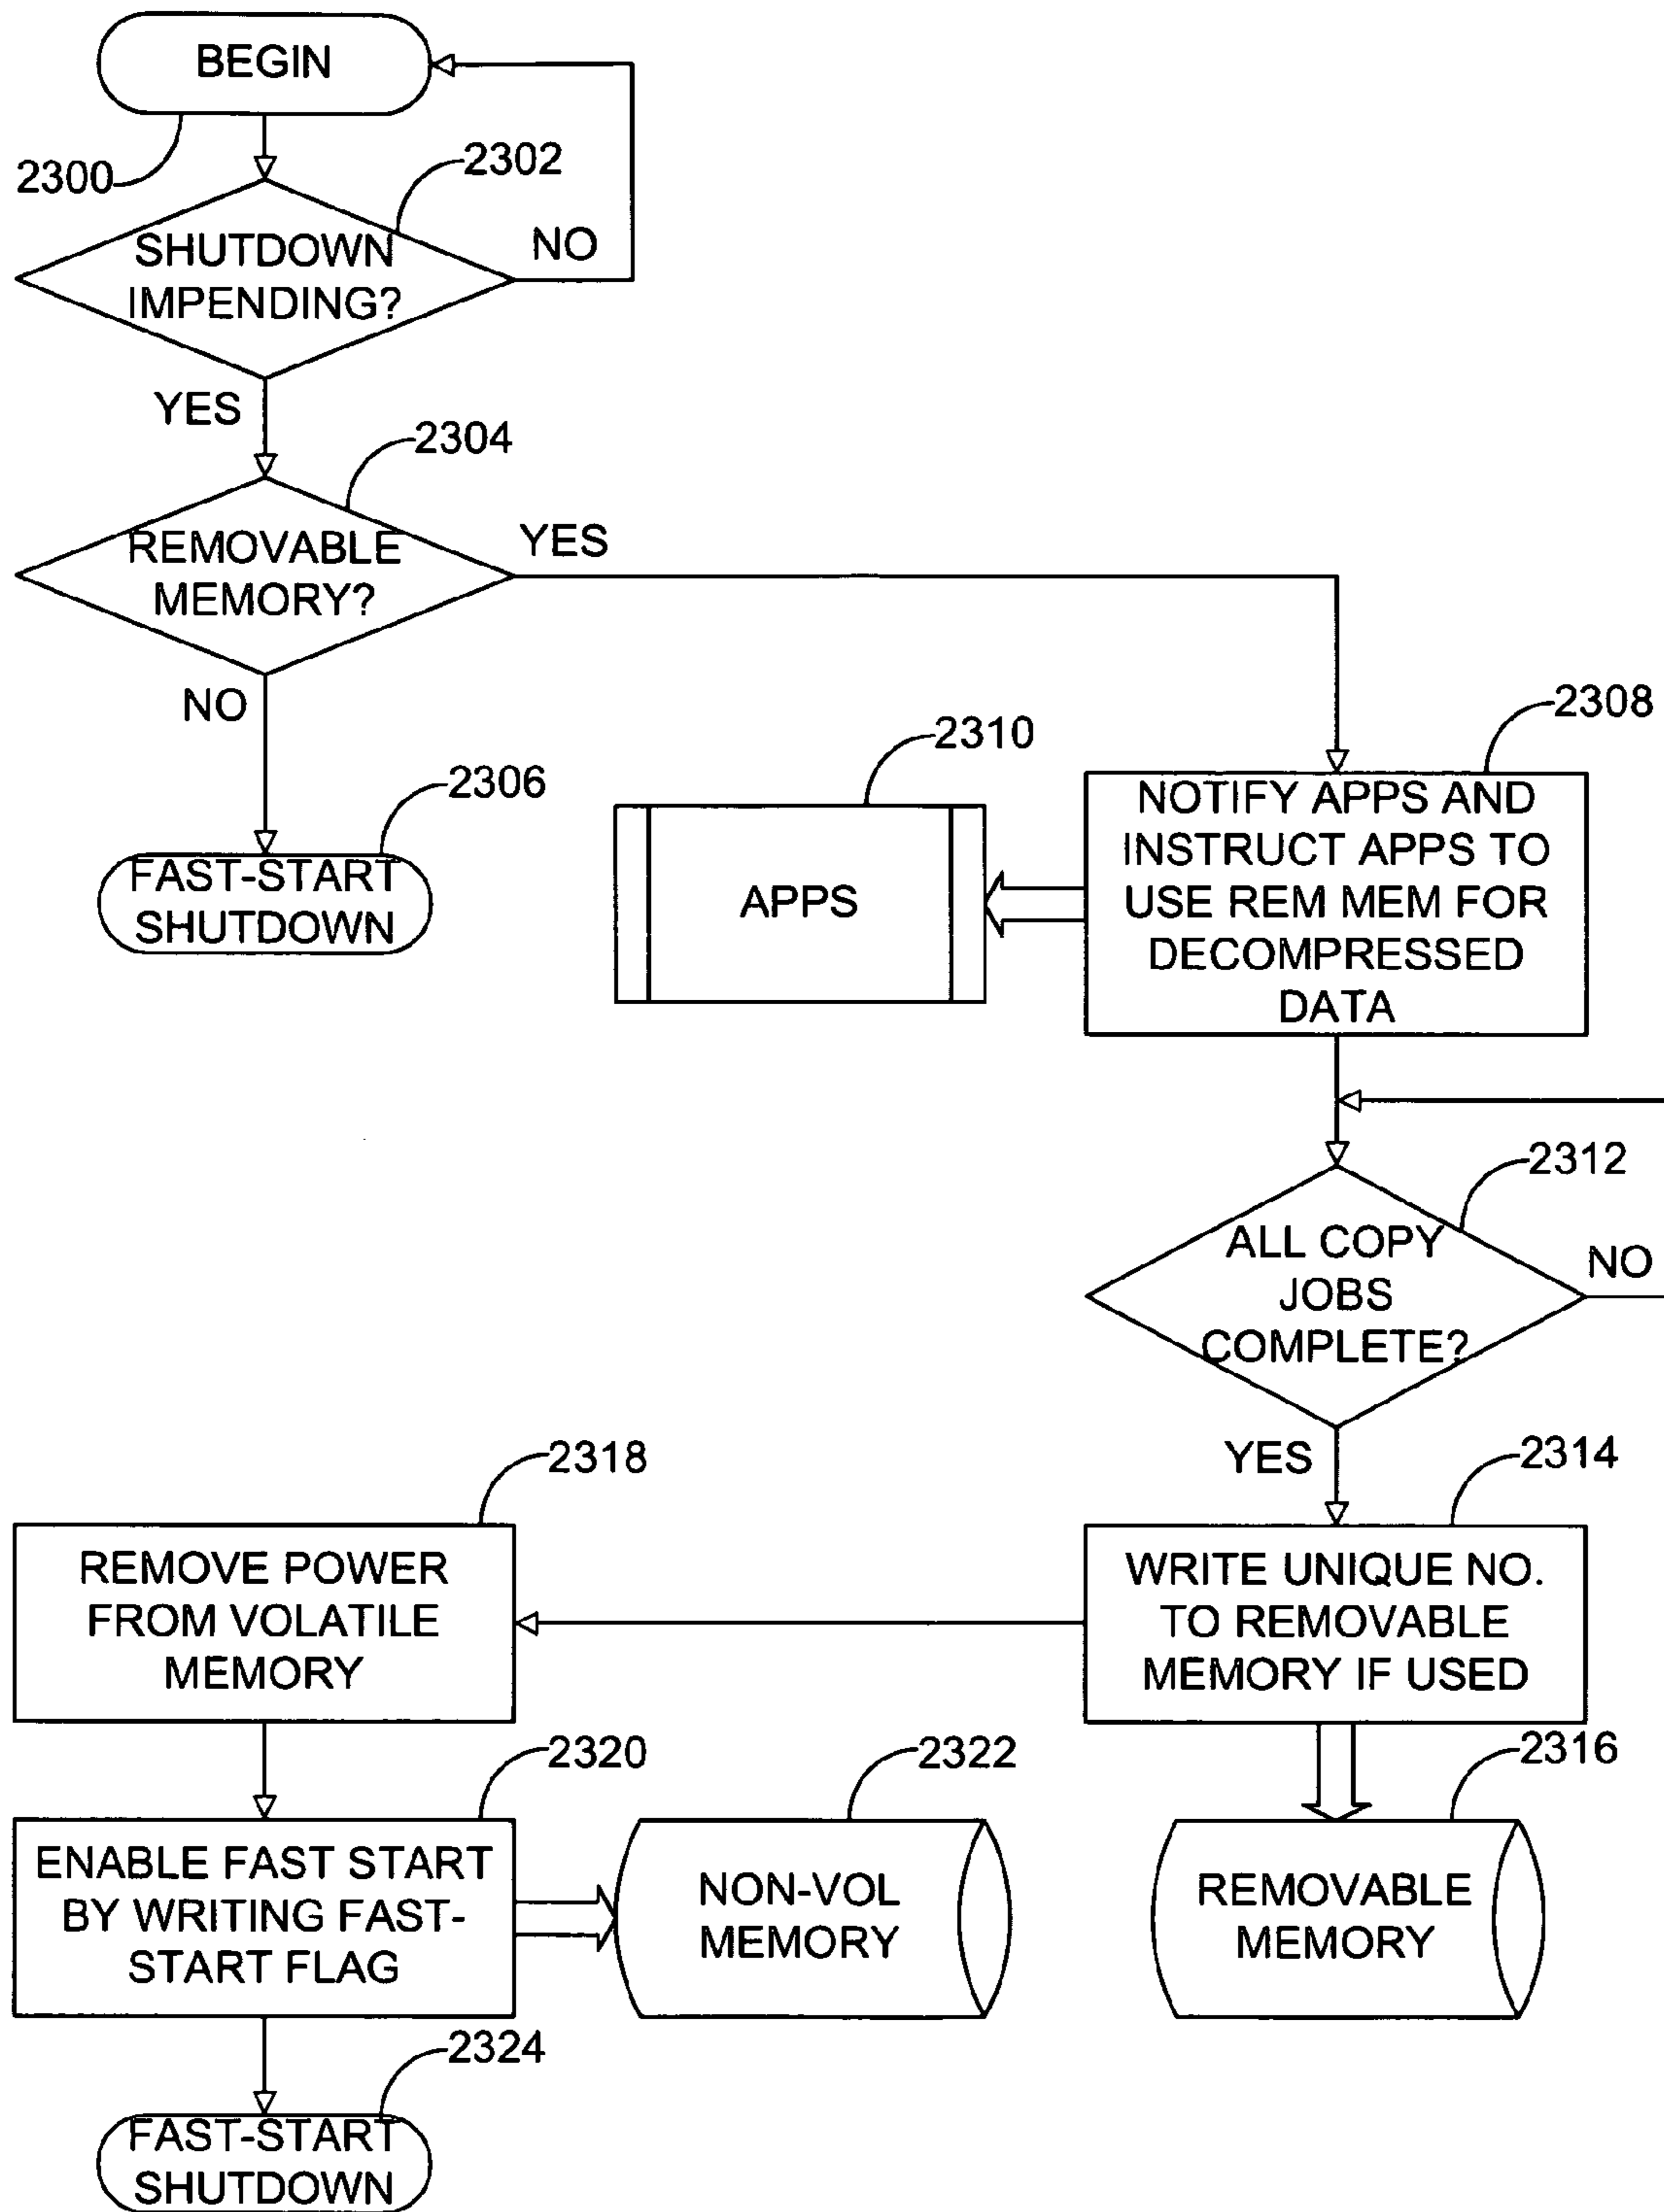 BEGIN
2300
2302
SHUTDOWN
IMPENDING?
NO
YES
2304
REMOVABLE
MEMORY?
YES
NO
2306
FAST-START
SHUTDOWN
2308
NOTIFY APPS AND
INSTRUCT APPS TO
USE REM MEM FOR
DECOMPRESSED
DATA
2310
APPS
2312
ALL COPY
JOBS
COMPLETE?
NO
YES
2314
WRITE UNIQUE NO.
TO REMOVABLE
MEMORY IF USED
2316
REMOVABLE
MEMORY
2318
REMOVE POWER
FROM VOLATILE
MEMORY
2320
ENABLE FAST START
BY WRITING FAST-
START FLAG
2322
NON-VOL
MEMORY
2324
FAST-START
SHUTDOWN